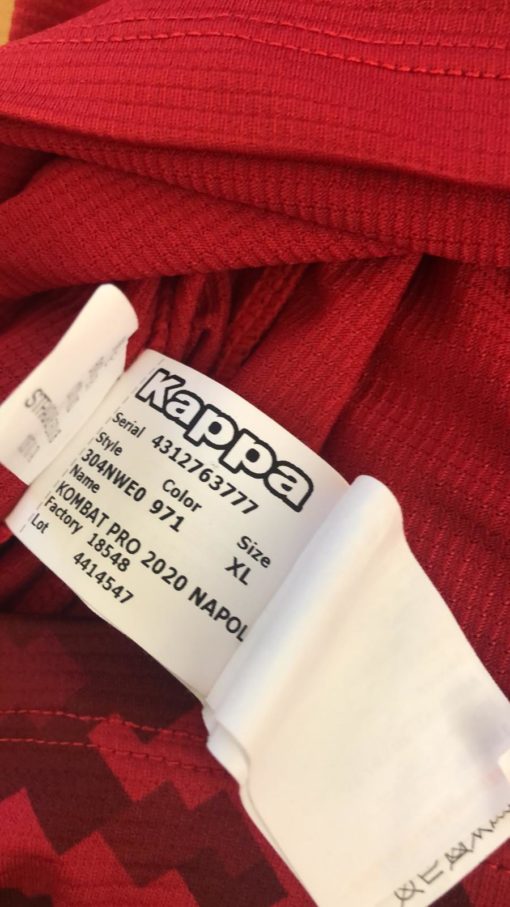 Kappa
Serial 4312763777
Style Color Size
304NWE0 971 XL
Name
KOMBAT PRO 2020 NAPOL
Factory 18548
Lot 4414547